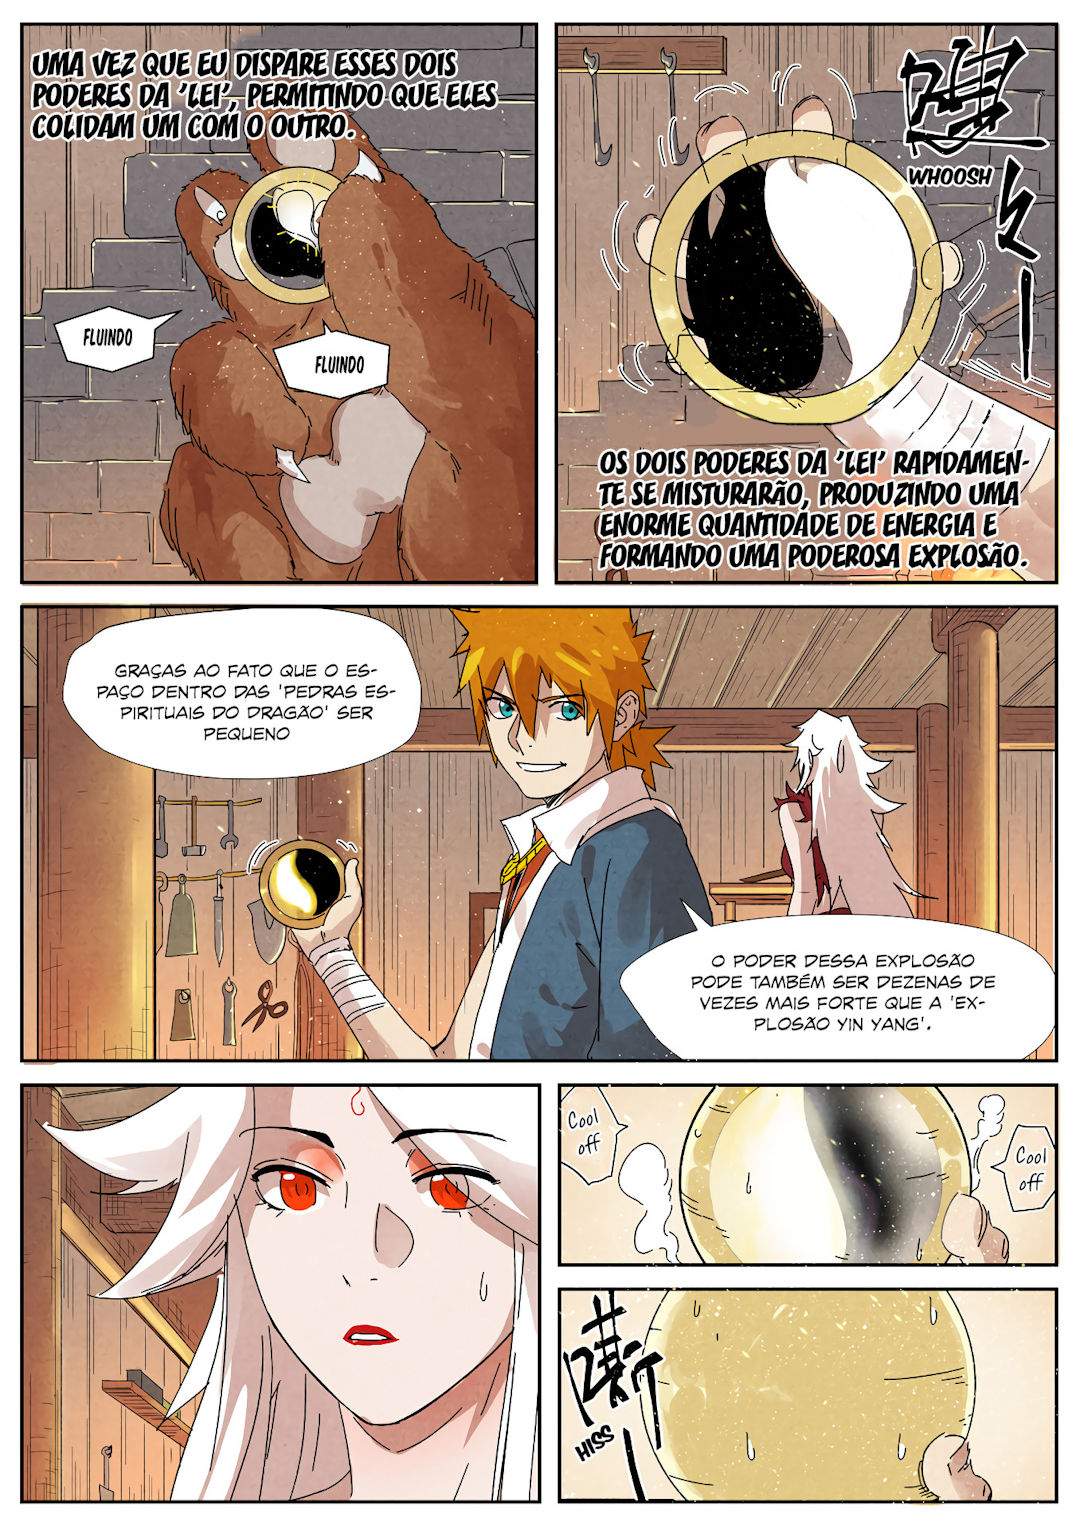 UMA VEZ QUE EU DISPARE ESSES DOIS
PODERES DA 'LEI', PERMITINDO QUE ELES
COLIDAM UM COM O OUTRO.
FLUINDO
FLUINDO
WHOOSH
OS DOIS PODERES DA 'LEI' RAPIDAMEN-
TE SE MISTURARÃO, PRODUZINDO UMA
ENORME QUANTIDADE DE ENERGIA E
FORMANDO UMA PODEROSA EXPLOSÃO.
GRAÇAS AO FATO QUE O ES-
PAÇO DENTRO DAS 'PEDRAS ES-
PIRITUAIS DO DRAGÃO' SER
PEQUENO
O PODER DESSA EXPLOSÃO
PODE TAMBÉM SER DEZENAS DE
VEZES MAIS FORTE QUE A 'EX-
PLOSÃO YIN YANG'.
Cool
off
Cool
off
嘶
HISS